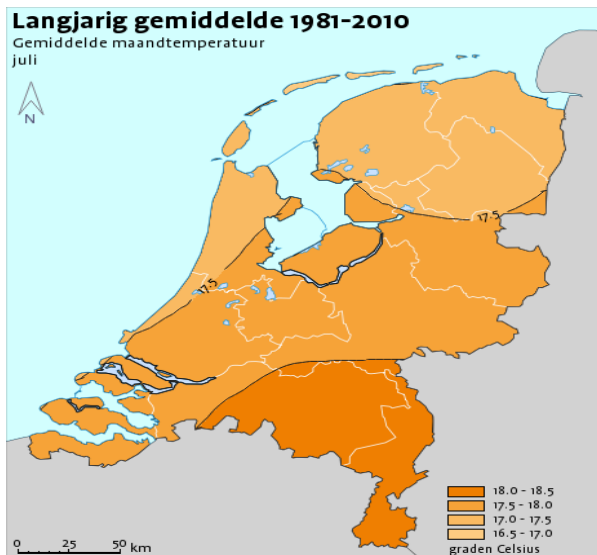 Langjarig gemiddelde 1981-2010
Gemiddelde maandtemperatuur
juli
N
17.5
17.5
18.0 - 18.5
17.5 - 18.0
17.0 - 17.5
16.5 - 17.0
graden Celsius
0 25 50 km